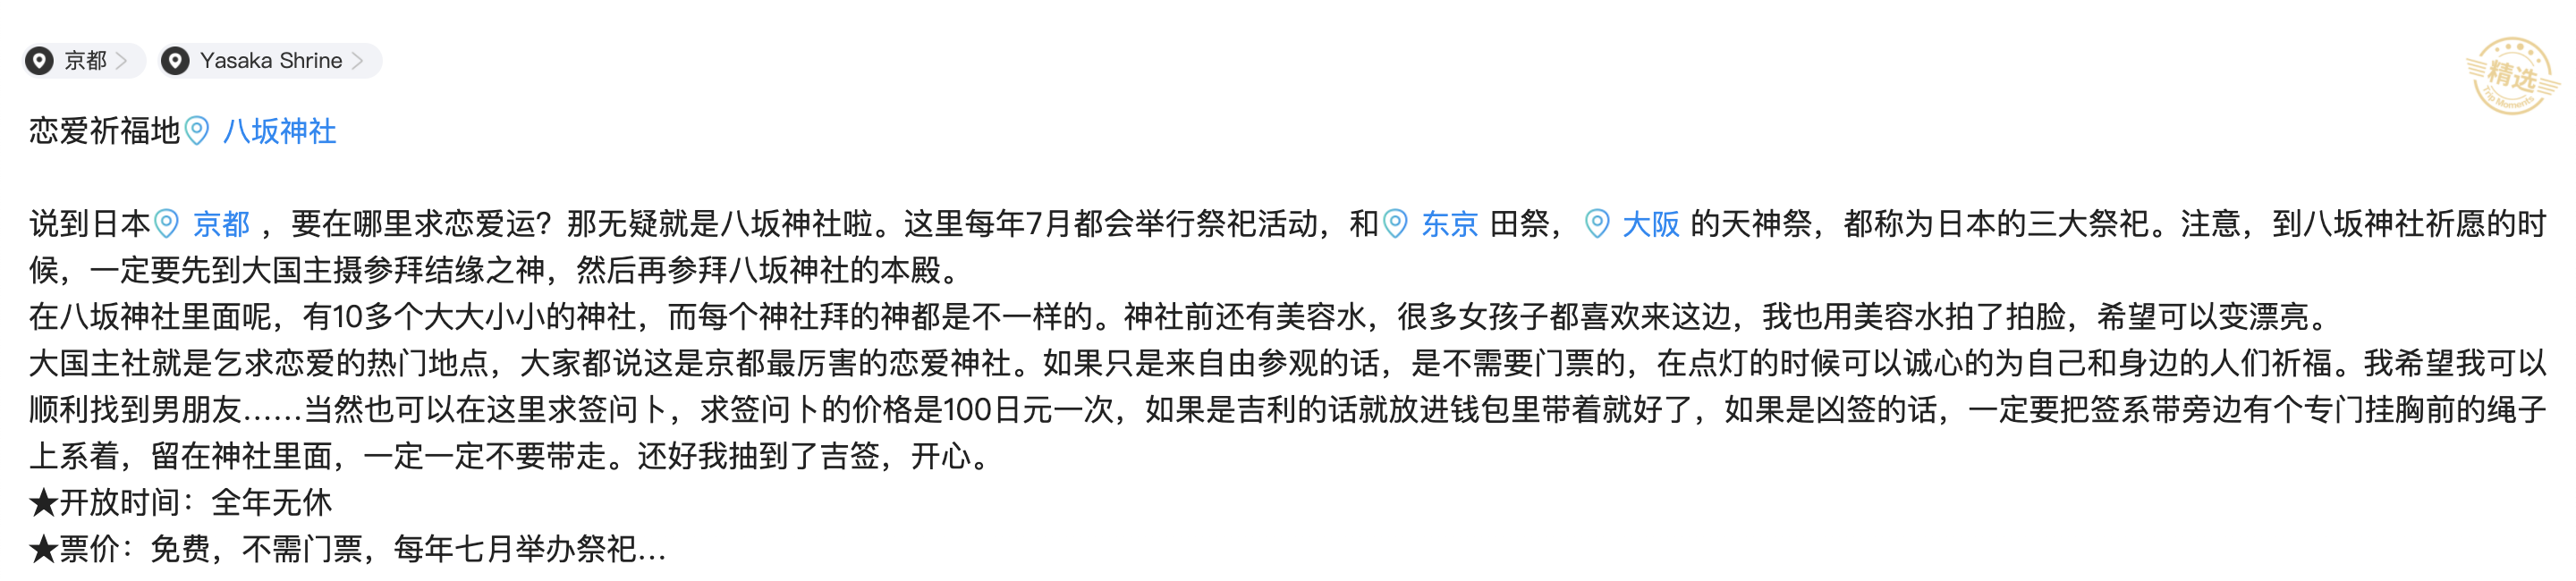 京都 Yasaka Shrine
精选
Trip Moments
恋爱祈福地 八坂神社
说到日本 京都 ，要在哪里求恋爱运？那无疑就是八坂神社啦。这里每年7月都会举行祭祀活动，和 东京 田祭， 大阪 的天神祭，都称为日本的三大祭祀。注意，到八坂神社祈愿的时
候，一定要先到大国主摄参拜结缘之神，然后再参拜八坂神社的本殿。
在八坂神社里面呢，有10多个大大小小的神社，而每个神社拜的神都是不一样的。神社前还有美容水，很多女孩子都喜欢来这边，我也用美容水拍了拍脸，希望可以变漂亮。
大国主社就是乞求恋爱的热门地点，大家都说这是京都最厉害的恋爱神社。如果只是来自由参观的话，是不需要门票的，在点灯的时候可以诚心的为自己和身边的人们祈福。我希望我可以
顺利找到男朋友……当然也可以在这里求签问卜，求签问卜的价格是100日元一次，如果是吉利的话就放进钱包里带着就好了，如果是凶签的话，一定要把签系带旁边有个专门挂胸前的绳子
上系着，留在神社里面，一定一定不要带走。还好我抽到了吉签，开心。
★开放时间：全年无休
★票价：免费，不需门票，每年七月举办祭祀...